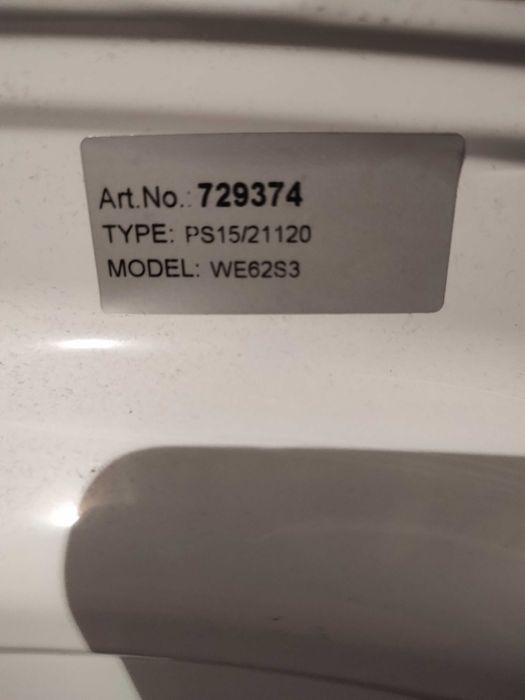 Art.No.: 729374
TYPE: PS15/21120
MODEL: WE62S3